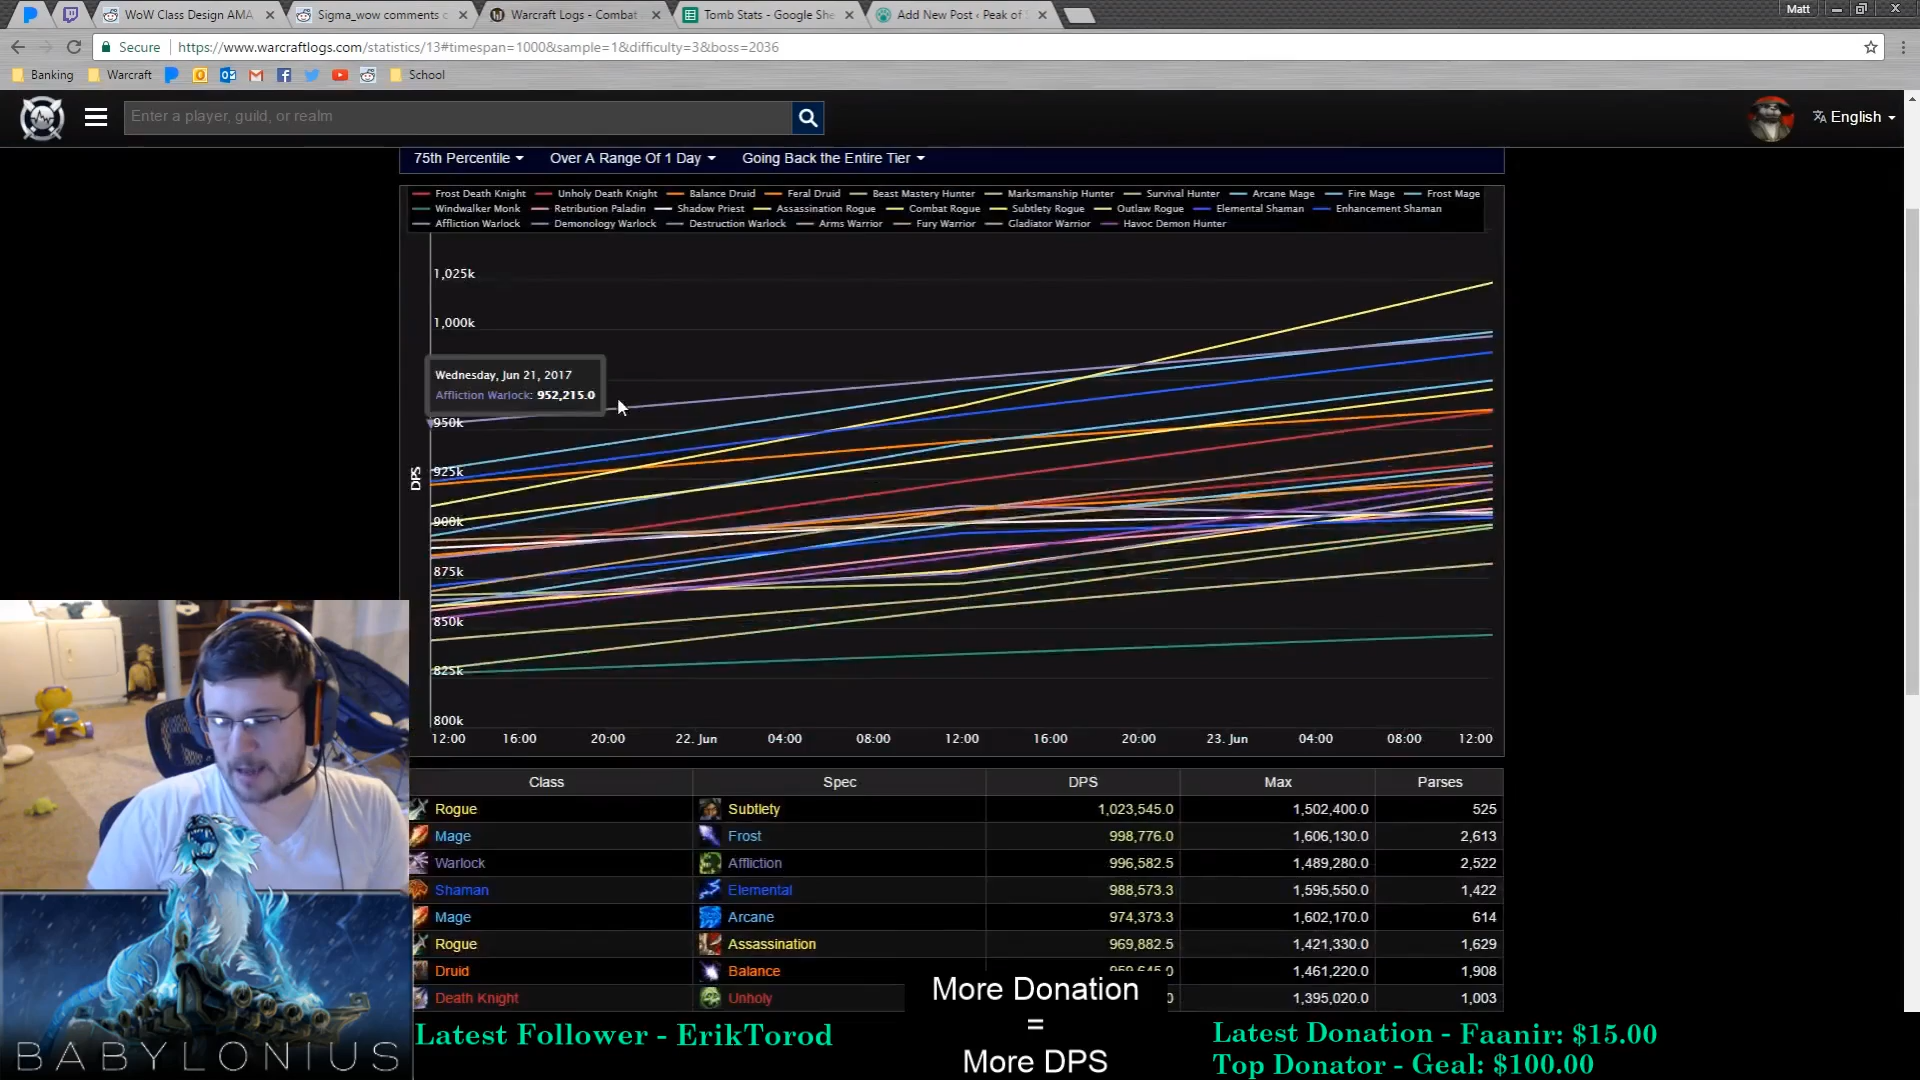 WoW Class Design AMA
Sigma_wow comments c
Warcraft Logs - Combat
Tomb Stats - Google She
Add New Post ‹ Peak of
Matt
Secure
https://www.warcraftlogs.com/statistics/13#timespan=1000&sample=1&difficulty=3&boss=2036
Banking
Warcraft
School
Enter a player, guild, or realm
English
75th Percentile
Over A Range Of 1 Day
Going Back the Entire Tier
Frost Death Knight Unholy Death Knight Balance Druid Feral Druid Beast Mastery Hunter Marksmanship Hunter Survival Hunter Arcane Mage Fire Mage Frost Mage
Windwalker Monk Retribution Paladin Shadow Priest Assassination Rogue Combat Rogue Subtlety Rogue Outlaw Rogue Elemental Shaman Enhancement Shaman
Affliction Warlock Demonology Warlock Destruction Warlock Arms Warrior Fury Warrior Gladiator Warrior Havoc Demon Hunter
1,025k
1,000k
Wednesday, Jun 21, 2017
Affliction Warlock: 952,215.0
950k
925k
DPS
900k
875k
850k
825k
800k
12:00 16:00 20:00 22. Jun 04:00 08:00 12:00 16:00 20:00 23. Jun 04:00 08:00 12:00
Class Spec DPS Max Parses
Rogue Subtlety 1,023,545.0 1,502,400.0 525
Mage Frost 998,776.0 1,606,130.0 2,613
Warlock Affliction 996,582.5 1,489,280.0 2,522
Shaman Elemental 988,573.3 1,595,550.0 1,422
Mage Arcane 974,373.3 1,602,170.0 614
Rogue Assassination 969,882.5 1,421,330.0 1,629
Druid Balance 959,645.0 1,461,220.0 1,908
Death Knight Unholy 0 1,395,020.0 1,003
More Donation
=
More DPS
Latest Follower - ErikTorod
Latest Donation - Faanir: $15.00
Top Donator - Geal: $100.00
BABYLONIUS